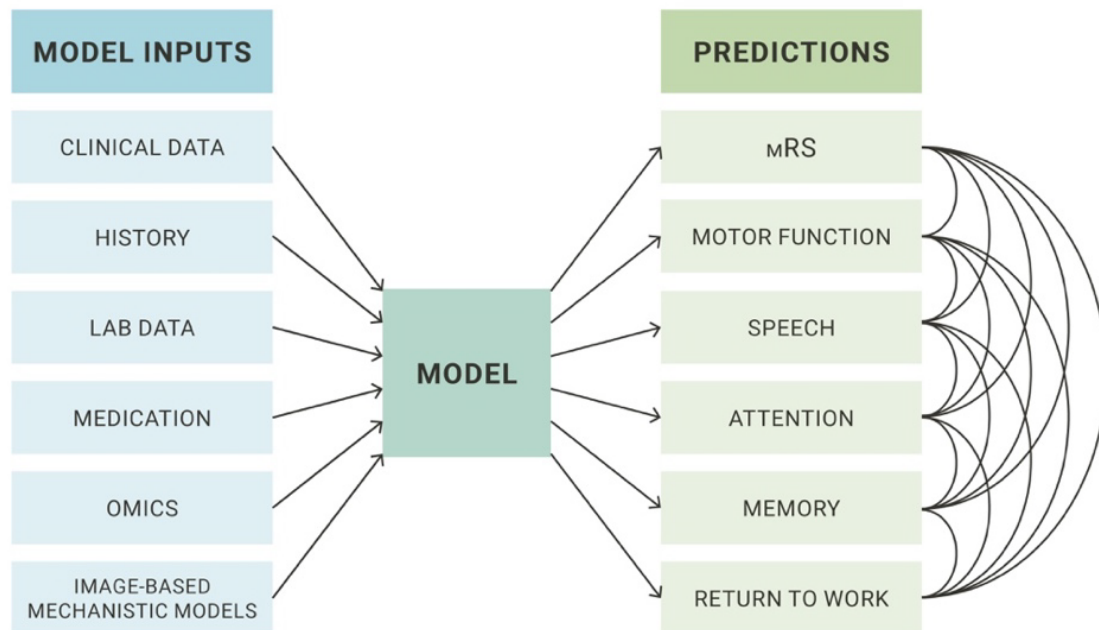 MODEL INPUTS
CLINICAL DATA
HISTORY
LAB DATA
MEDICATION
OMICS
IMAGE-BASED
MECHANISTIC MODELS
MODEL
PREDICTIONS
mRS
MOTOR FUNCTION
SPEECH
ATTENTION
MEMORY
RETURN TO WORK